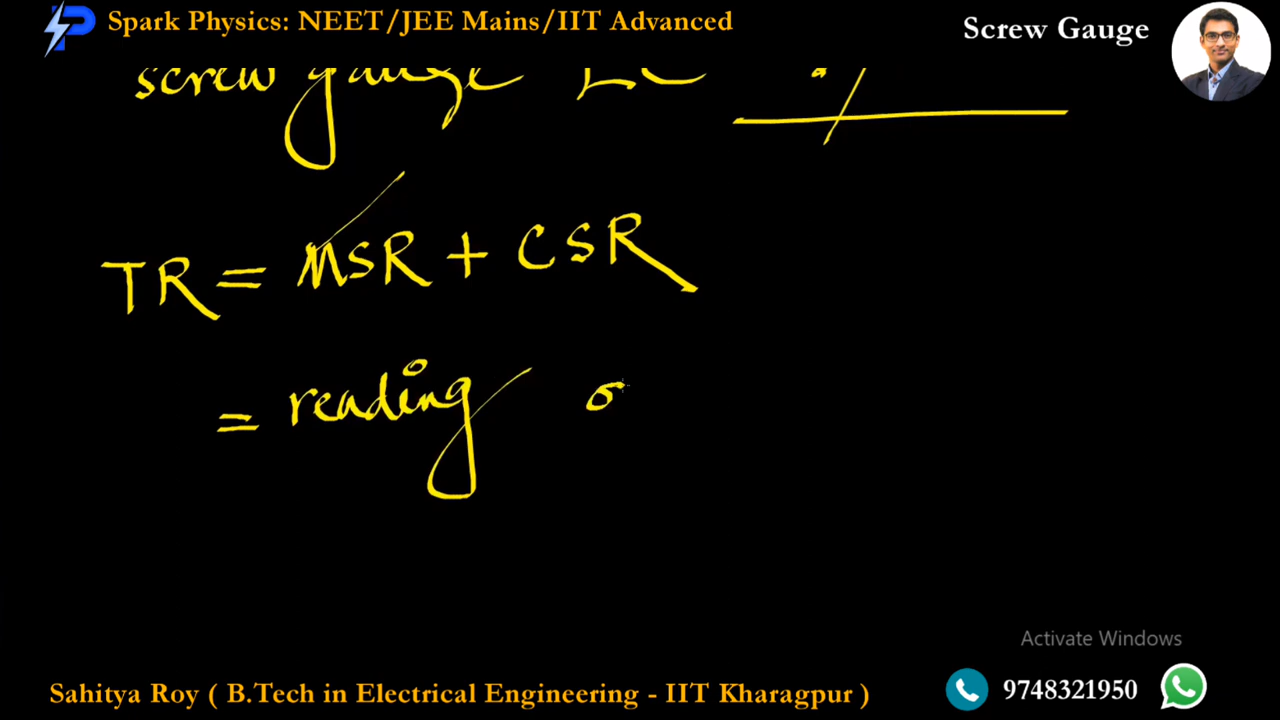 Spark Physics: NEET/JEE Mains/IIT Advanced
Screw Gauge
screw gauge LC
TR = MSR + CSR
= reading o
Activate Windows
Sahitya Roy ( B.Tech in Electrical Engineering - IIT Kharagpur )
9748321950